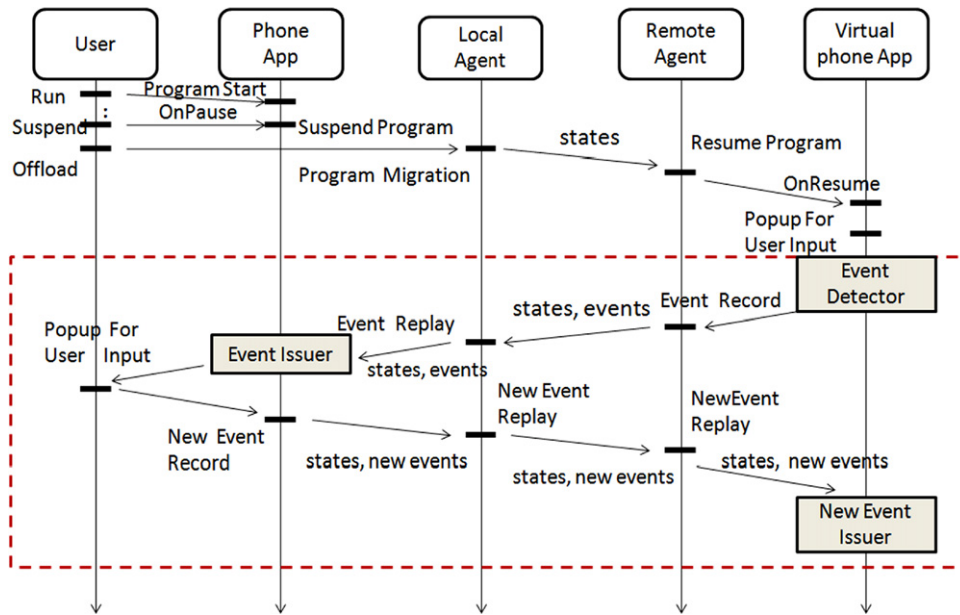 User
Phone
App
Local
Agent
Remote
Agent
Virtual
phone App
Run
Program Start
:
OnPause
Suspend
Suspend Program
states
Resume Program
Offload
Program Migration
OnResume
Popup For
User Input
Event
Detector
Event Record
states, events
Event Replay
Popup For
User Input
Event Issuer
states, events
New Event
Replay
NewEvent
Replay
New Event
Record
states, new events
states, new events
states, new events
New Event
Issuer